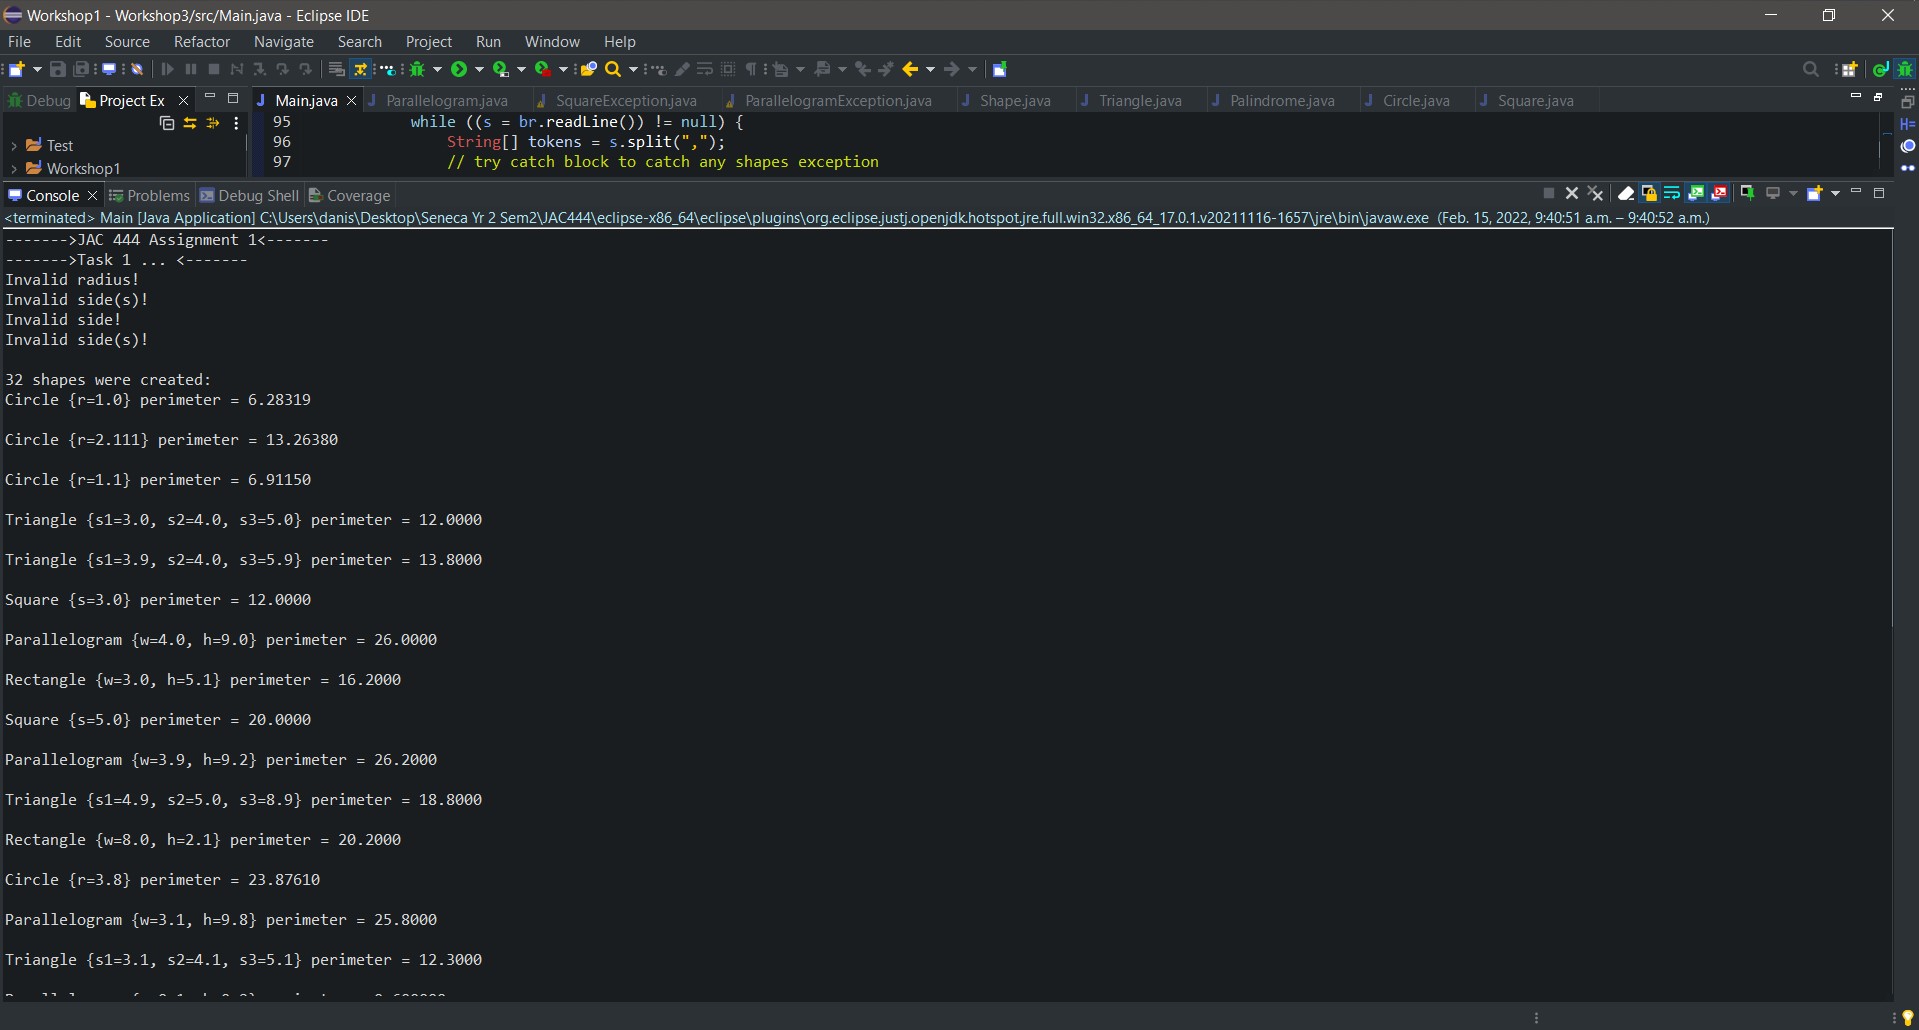 Workshop1 - Workshop3/src/Main.java - Eclipse IDE
File Edit Source Refactor Navigate Search Project Run Window Help
Debug Project Ex Main.java Parallelogram.java SquareException.java ParallelogramException.java Shape.java Triangle.java Palindrome.java Circle.java Square.java
Test
Workshop1
95 while ((s = br.readLine()) != null) {
96 String[] tokens = s.split(",");
97 // try catch block to catch any shapes exception
Console Problems Debug Shell Coverage
<terminated> Main [Java Application] C:\Users\danis\Desktop\Seneca Yr 2 Sem2\JAC444\eclipse-x86_64\eclipse\plugins\org.eclipse.justj.openjdk.hotspot.jre.full.win32.x86_64_17.0.1.v20211116-1657\jre\bin\javaw.exe (Feb. 15, 2022, 9:40:51 a.m. – 9:40:52 a.m.)
------->JAC 444 Assignment 1<-------
------->Task 1 ... <-------
Invalid radius!
Invalid side(s)!
Invalid side!
Invalid side(s)!
32 shapes were created:
Circle {r=1.0} perimeter = 6.28319
Circle {r=2.111} perimeter = 13.26380
Circle {r=1.1} perimeter = 6.91150
Triangle {s1=3.0, s2=4.0, s3=5.0} perimeter = 12.0000
Triangle {s1=3.9, s2=4.0, s3=5.9} perimeter = 13.8000
Square {s=3.0} perimeter = 12.0000
Parallelogram {w=4.0, h=9.0} perimeter = 26.0000
Rectangle {w=3.0, h=5.1} perimeter = 16.2000
Square {s=5.0} perimeter = 20.0000
Parallelogram {w=3.9, h=9.2} perimeter = 26.2000
Triangle {s1=4.9, s2=5.0, s3=8.9} perimeter = 18.8000
Rectangle {w=8.0, h=2.1} perimeter = 20.2000
Circle {r=3.8} perimeter = 23.87610
Parallelogram {w=3.1, h=9.8} perimeter = 25.8000
Triangle {s1=3.1, s2=4.1, s3=5.1} perimeter = 12.3000